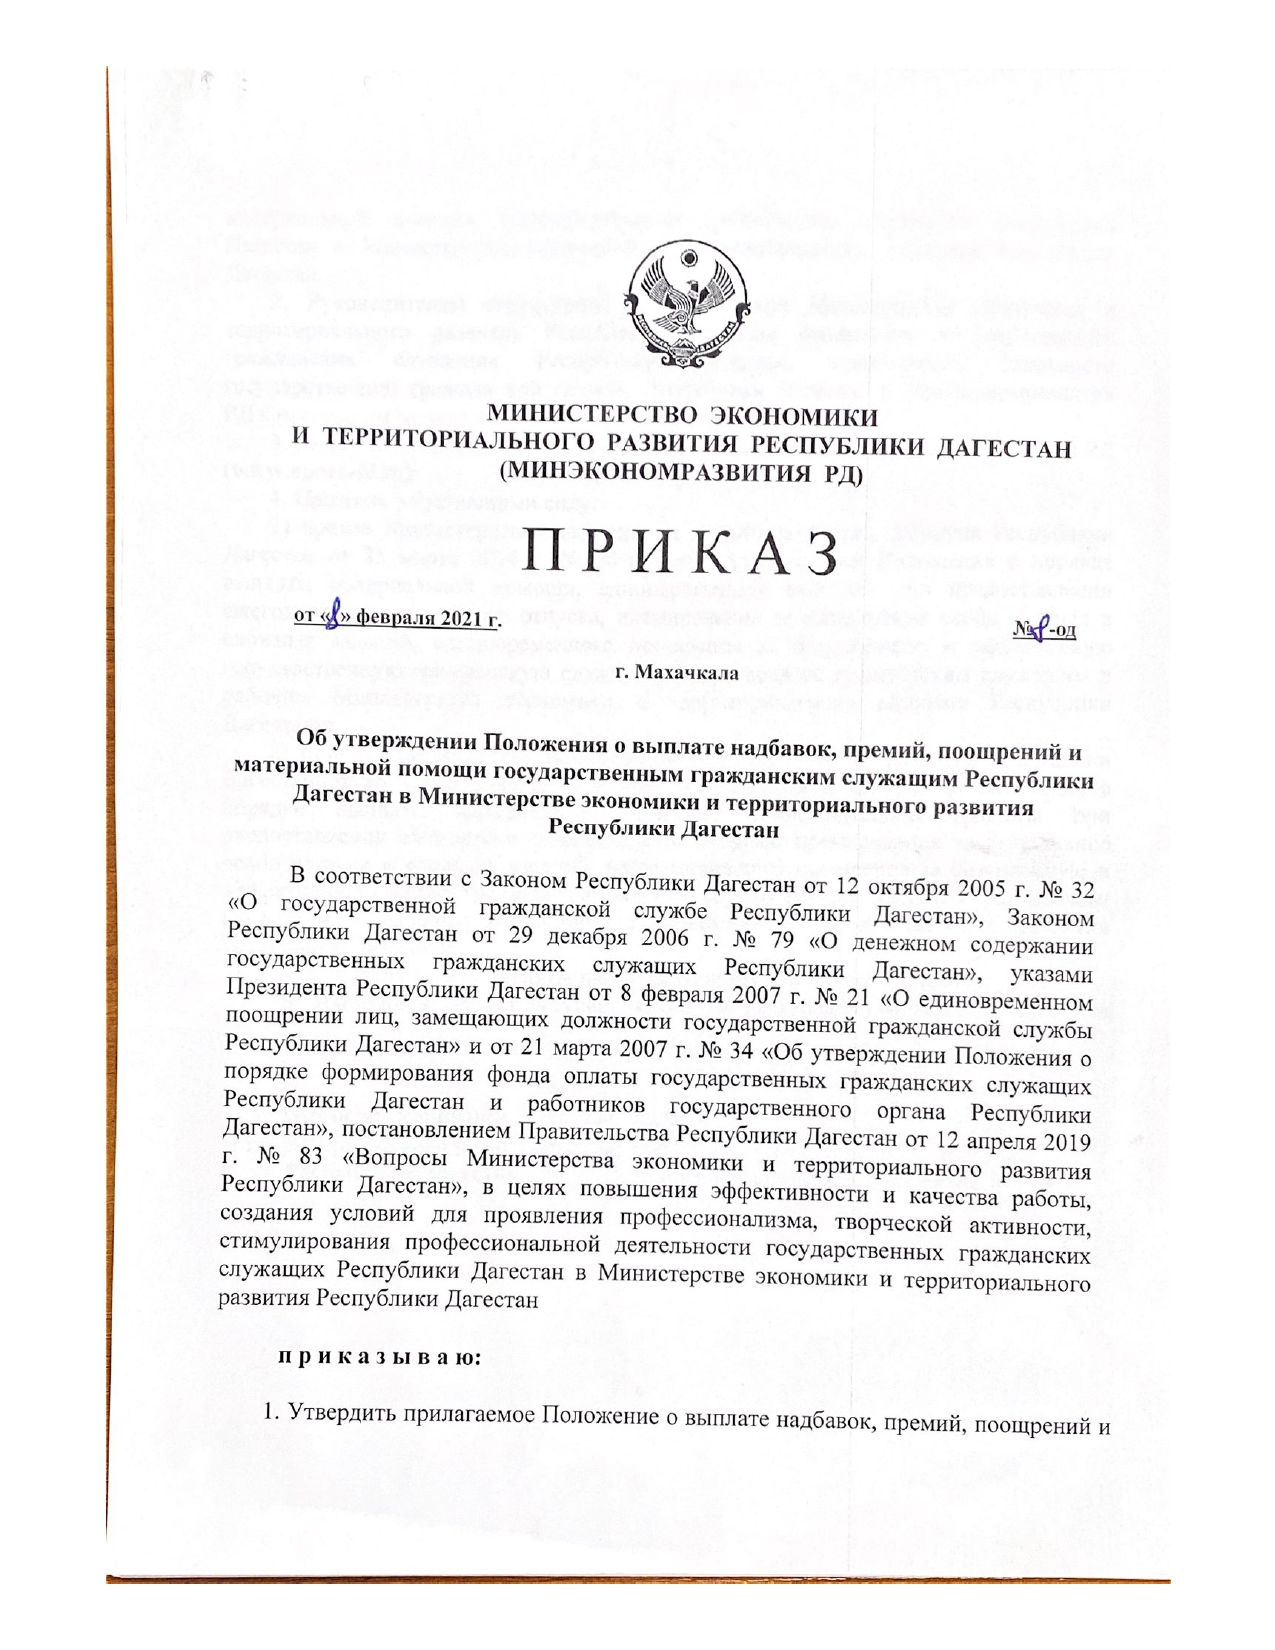 МИНИСТЕРСТВО ЭКОНОМИКИ
И ТЕРРИТОРИАЛЬНОГО РАЗВИТИЯ РЕСПУБЛИКИ ДАГЕСТАН
(МИНЭКОНОМРАЗВИТИЯ РД)
ПРИКАЗ
от «8» февраля 2021 г.
№8-од
г. Махачкала
Об утверждении Положения о выплате надбавок, премий, поощрений и
материальной помощи государственным гражданским служащим Республики
Дагестан в Министерстве экономики и территориального развития
Республики Дагестан
В соответствии с Законом Республики Дагестан от 12 октября 2005 г. № 32
«О государственной гражданской службе Республики Дагестан», Законом
Республики Дагестан от 29 декабря 2006 г. № 79 «О денежном содержании
государственных гражданских служащих Республики Дагестан», указами
Президента Республики Дагестан от 8 февраля 2007 г. № 21 «О единовременном
поощрении лиц, замещающих должности государственной гражданской службы
Республики Дагестан» и от 21 марта 2007 г. № 34 «Об утверждении Положения о
порядке формирования фонда оплаты государственных гражданских служащих
Республики Дагестан и работников государственного органа Республики
Дагестан», постановлением Правительства Республики Дагестан от 12 апреля 2019
г. № 83 «Вопросы Министерства экономики и территориального развития
Республики Дагестан», в целях повышения эффективности и качества работы,
создания условий для проявления профессионализма, творческой активности,
стимулирования профессиональной деятельности государственных гражданских
служащих Республики Дагестан в Министерстве экономики и территориального
развития Республики Дагестан
п р и к а з ы в а ю:
1. Утвердить прилагаемое Положение о выплате надбавок, премий, поощрений и